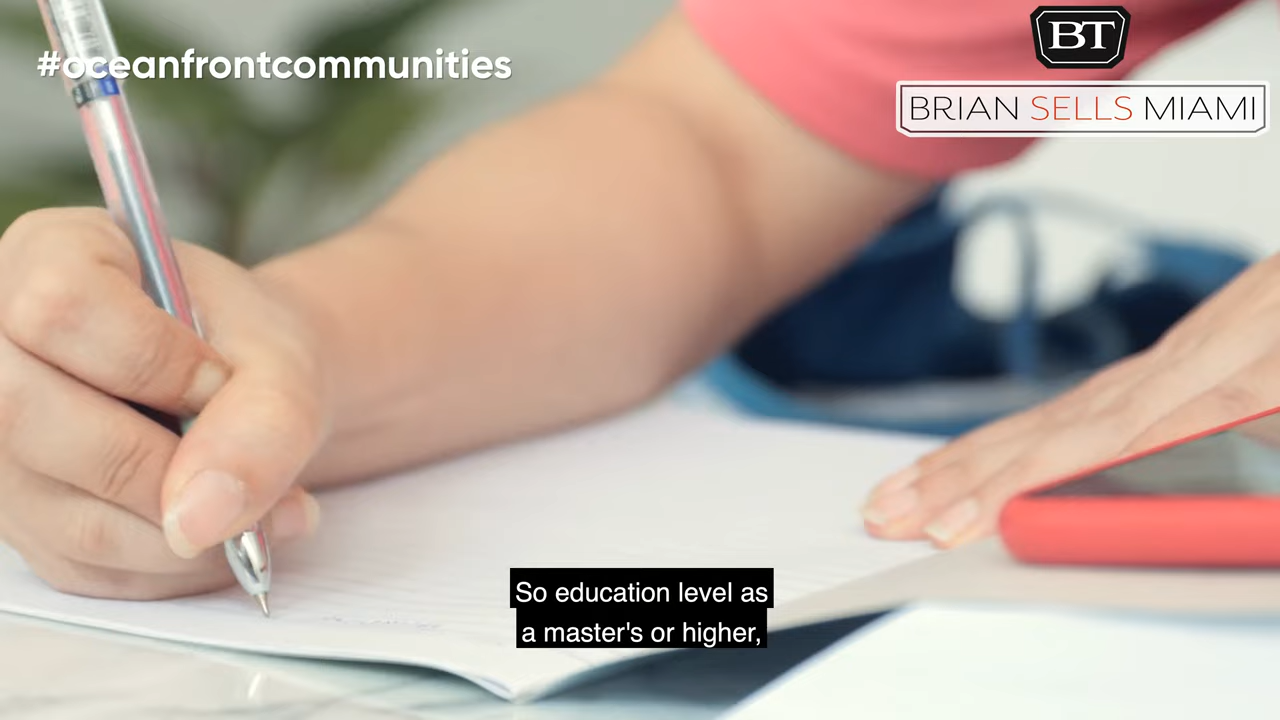 #oceanfrontcommunities
BT
BRIAN SELLS MIAMI
So education level as
a master's or higher,